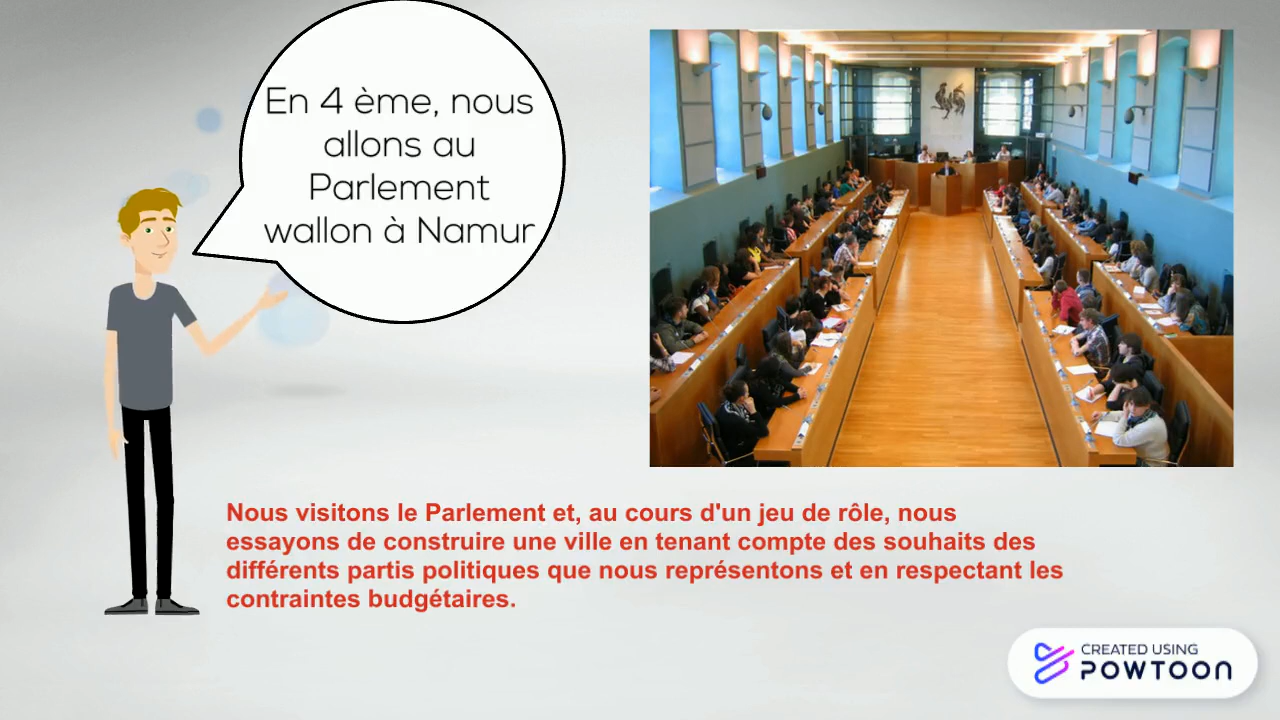 En 4 ème, nous
allons au
Parlement
wallon à Namur
Nous visitons le Parlement et, au cours d'un jeu de rôle, nous
essayons de construire une ville en tenant compte des souhaits des
différents partis politiques que nous représentons et en respectant les
contraintes budgétaires.
CREATED USING
POWTOON